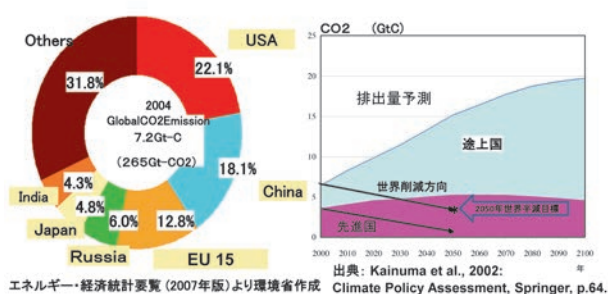 Others
USA
31.8%
22.1%
2004
GlobalCO2Emission
7.2Gt-C
(265Gt-CO2)
18.1%
China
4.3%
India
4.8%
Japan
6.0%
Russia
12.8%
EU 15
エネルギー・経済統計要覧(2007年版)より環境省作成
CO2 (GtC)
25
20
15
10
5
0
排出量予測
途上国
世界削減方向
2050年世界半減目標
先進国
2000 2010 2020 2030 2040 2050 2060 2070 2080 2090 2100
年
出典: Kainuma et al., 2002:
Climate Policy Assessment, Springer, p.64.